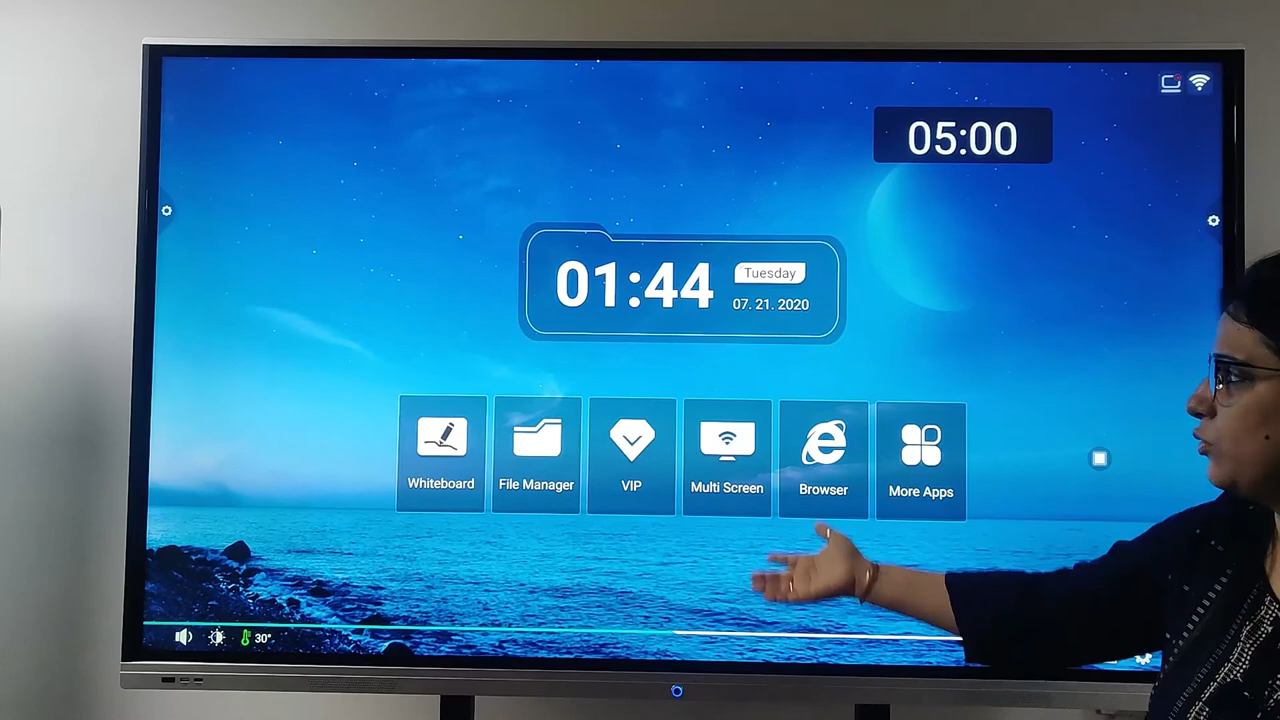 05:00
01:44
Tuesday
07. 21. 2020
Whiteboard
File Manager
VIP
Multi Screen
Browser
More Apps
30°